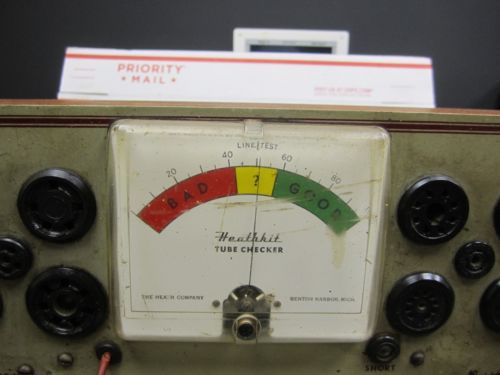 PRIORITY
★ MAIL ★
LINE TEST
20 40 60 80
BAD ? GOOD
Heathkit
TUBE CHECKER
THE HEATH COMPANY BENTON HARBOR, MICH.
SHORT